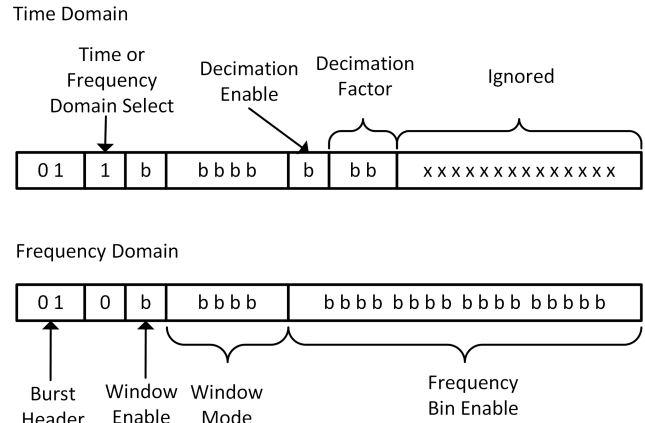 Time Domain
Time or
Frequency
Domain Select
Decimation
Enable
Decimation
Factor
Ignored
0 1 1 b b b b b b b b x x x x x x x x x x x x x x
Frequency Domain
0 1 0 b b b b b b b b b b b b b b b b b b b b b b
Burst
Header
Window
Enable
Window
Mode
Frequency
Bin Enable